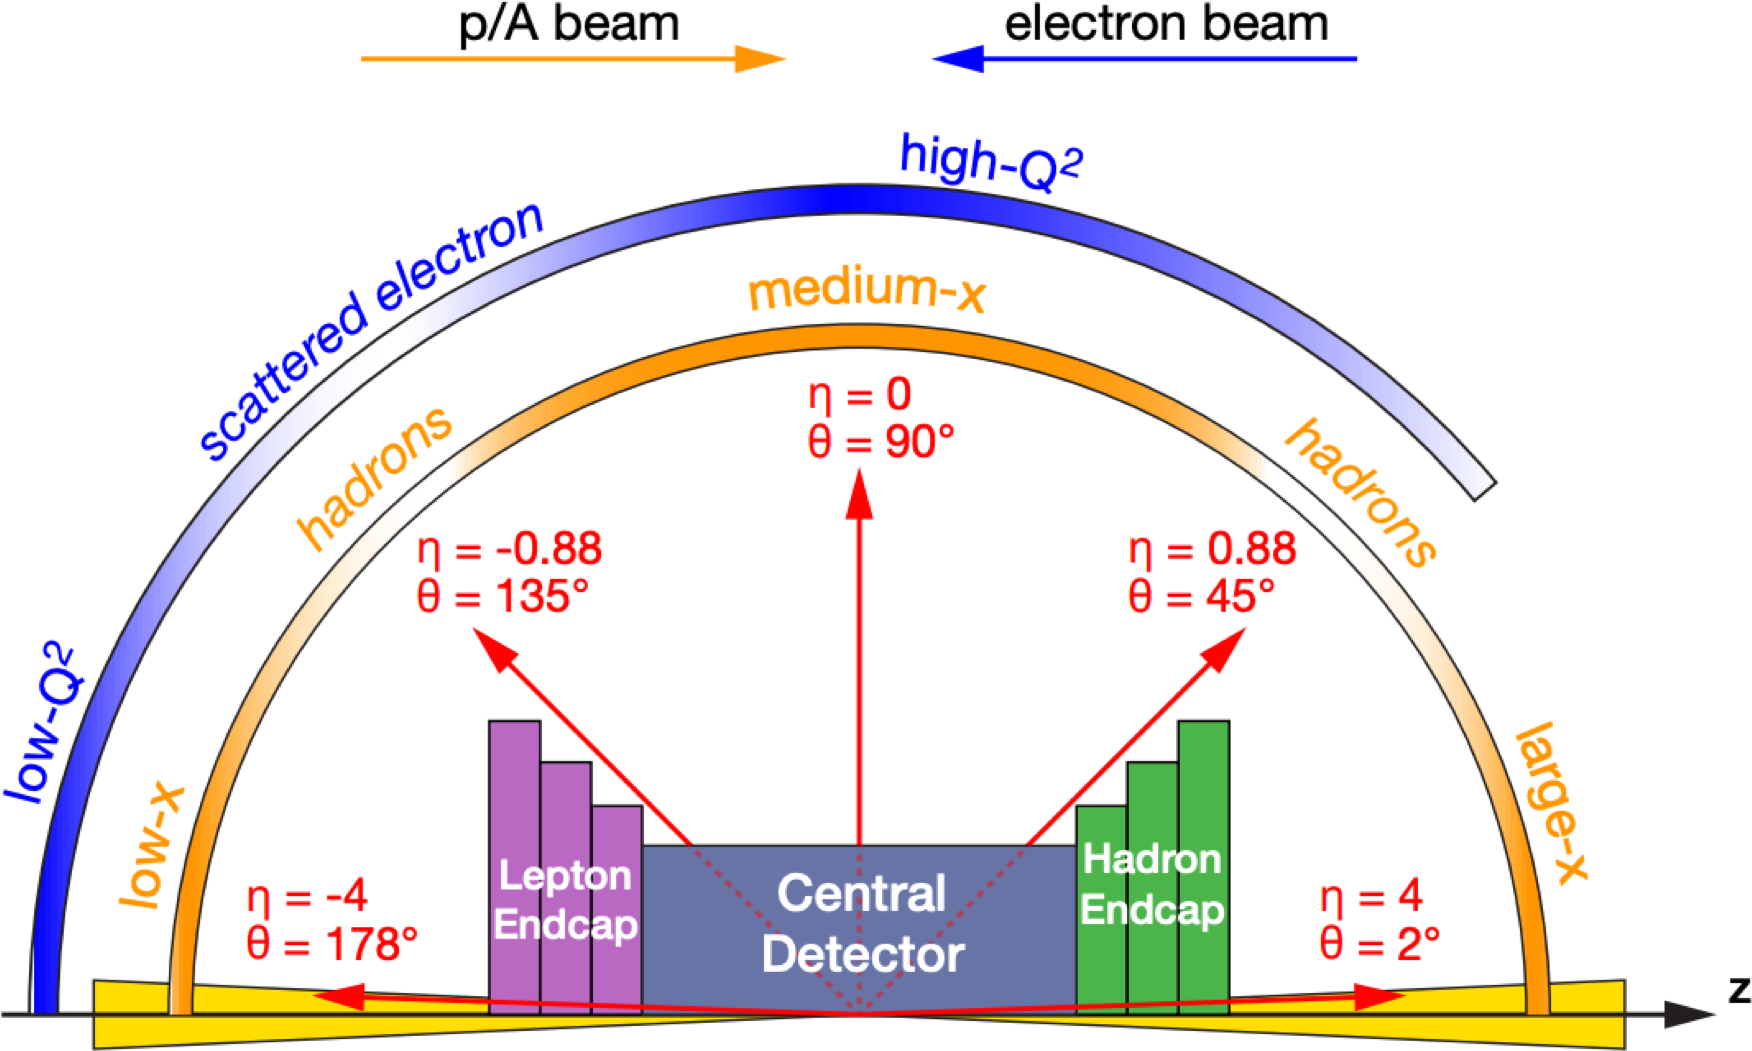 p/A beam
electron beam
high-Q²
scattered electron
medium-x
η = 0
θ = 90°
hadrons
hadrons
η = -0.88
θ = 135°
η = 0.88
θ = 45°
low-Q²
low-x
large-x
Lepton
Endcap
Central
Detector
Hadron
Endcap
η = -4
θ = 178°
η = 4
θ = 2°
z